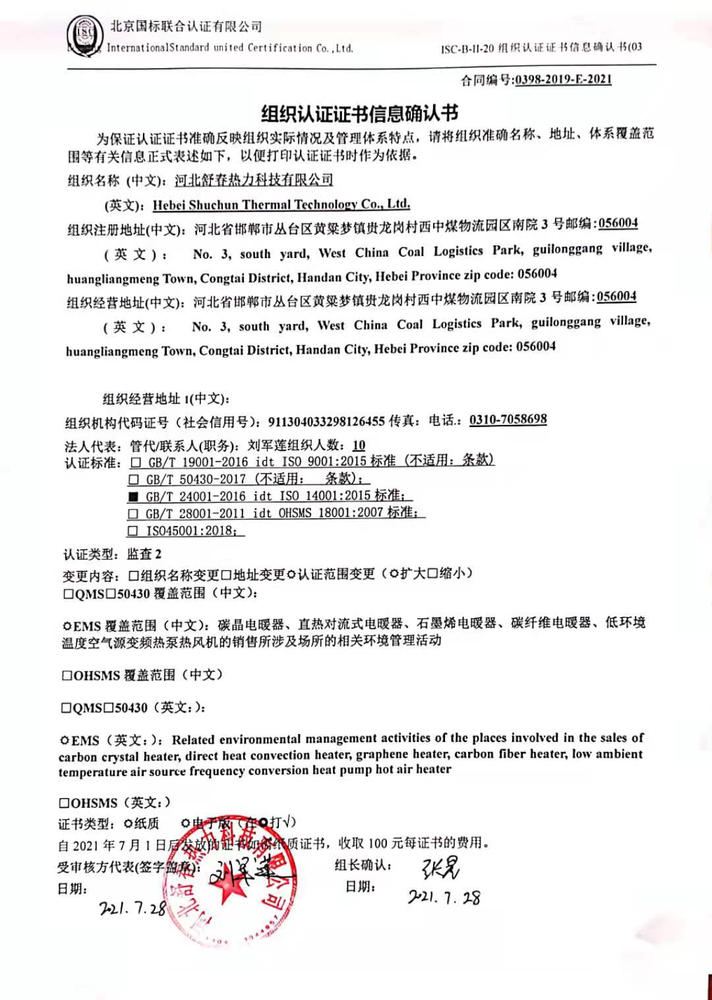 北京国标联合认证有限公司
InternationalStandard united Certification Co.,Ltd.
ISC-B-II-20 组织认证证书信息确认书(03
合同编号:0398-2019-E-2021
组织认证证书信息确认书
为保证认证证书准确反映组织实际情况及管理体系特点，请将组织准确名称、地址、体系覆盖范
围等有关信息正式表述如下，以便打印认证证书时作为依据。
组织名称 (中文)：河北舒春热力科技有限公司
(英文)：Hebei Shuchun Thermal Technology Co., Ltd.
组织注册地址(中文)：河北省邯郸市丛台区黄粱梦镇贵龙岗村西中煤物流园区南院 3 号邮编:056004
( 英 文 )： No. 3, south yard, West China Coal Logistics Park, guilonggang village,
huangliangmeng Town, Congtai District, Handan City, Hebei Province zip code: 056004
组织经营地址(中文)：河北省邯郸市丛台区黄粱梦镇贵龙岗村西中煤物流园区南院 3 号邮编:056004
( 英 文 )： No. 3, south yard, West China Coal Logistics Park, guilonggang village,
huangliangmeng Town, Congtai District, Handan City, Hebei Province zip code: 056004
组织经营地址 1(中文)：
组织机构代码证号（社会信用号）：911304033298126455 传真：电话.：0310-7058698
法人代表：管代/联系人(职务)：刘军莲组织人数：10
认证标准：☐ GB/T 19001-2016 idt ISO 9001:2015 标准 (不适用：条款)
☐ GB/T 50430-2017 (不适用： 条款)；
■ GB/T 24001-2016 idt ISO 14001:2015 标准；
☐ GB/T 28001-2011 idt OHSMS 18001:2007 标准；
☐ ISO45001:2018；
认证类型：监查 2
变更内容：☐组织名称变更☐地址变更✪认证范围变更（✪扩大☐缩小）
☐QMS☐50430 覆盖范围（中文）：
✪EMS 覆盖范围（中文）：碳晶电暖器、直热对流式电暖器、石墨烯电暖器、碳纤维电暖器、低环境
温度空气源变频热泵热风机的销售所涉及场所的相关环境管理活动
☐OHSMS 覆盖范围（中文）
☐QMS☐50430（英文：）：
✪EMS（英文：）：Related environmental management activities of the places involved in the sales of
carbon crystal heater, direct heat convection heater, graphene heater, carbon fiber heater, low ambient
temperature air source frequency conversion heat pump hot air heater
☐OHSMS（英文：）
证书类型：✪纸质 ✪电子版（在✪打√）
自 2021 年 7 月 1 日后发放的证书如需纸质证书，收取 100 元每证书的费用。
受审核方代表(签字盖章)：刘军莲 组长确认：张晃
日期： 日期：
2021.7.28 2021.7.28
河北舒春热力科技有限公司